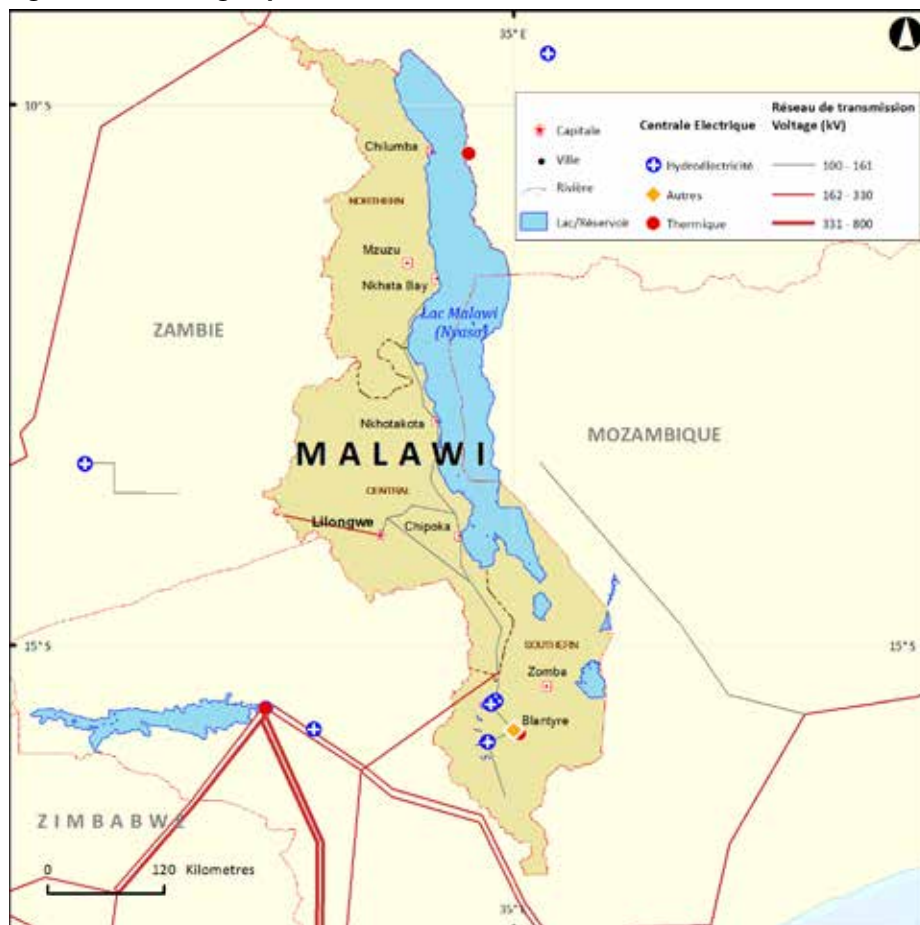 35°E
10°S
Capitale
Ville
Rivière
Lac/Réservoir
Centrale Electrique
Hydroélectricité
Autres
Thermique
Réseau de transmission
Voltage (kV)
100 - 161
162 - 330
331 - 800
Chilumba
NORTHERN
Mzuzu
Nkhata Bay
Lac Malawi
(Nyasa)
ZAMBIE
Nkhotakota
MALAWI
MOZAMBIQUE
CENTRAL
Lilongwe
Chipoka
15°S
15°S
SOUTHERN
Zomba
Blantyre
ZIMBABWE
0
120 Kilometres
35°E